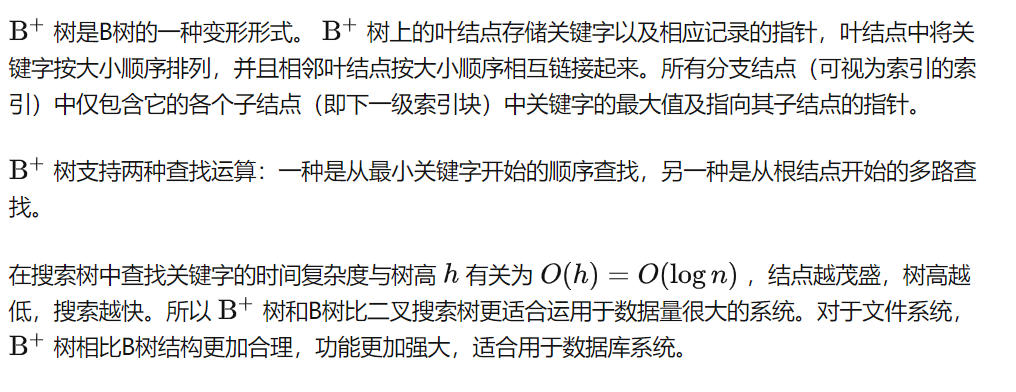 B⁺ 树是B树的一种变形形式。 B⁺ 树上的叶结点存储关键字以及相应记录的指针，叶结点中将关
键字按大小顺序排列，并且相邻叶结点按大小顺序相互链接起来。所有分支结点（可视为索引的索
引）中仅包含它的各个子结点（即下一级索引块）中关键字的最大值及指向其子结点的指针。
B⁺ 树支持两种查找运算：一种是从最小关键字开始的顺序查找，另一种是从根结点开始的多路查
找。
在搜索树中查找关键字的时间复杂度与树高 h 有关为 O(h) = O(log n) ，结点越茂盛，树高越
低，搜索越快。所以 B⁺ 树和B树比二叉搜索树更适合运用于数据量很大的系统。对于文件系统，
B⁺ 树相比B树结构更加合理，功能更加强大，适合用于数据库系统。